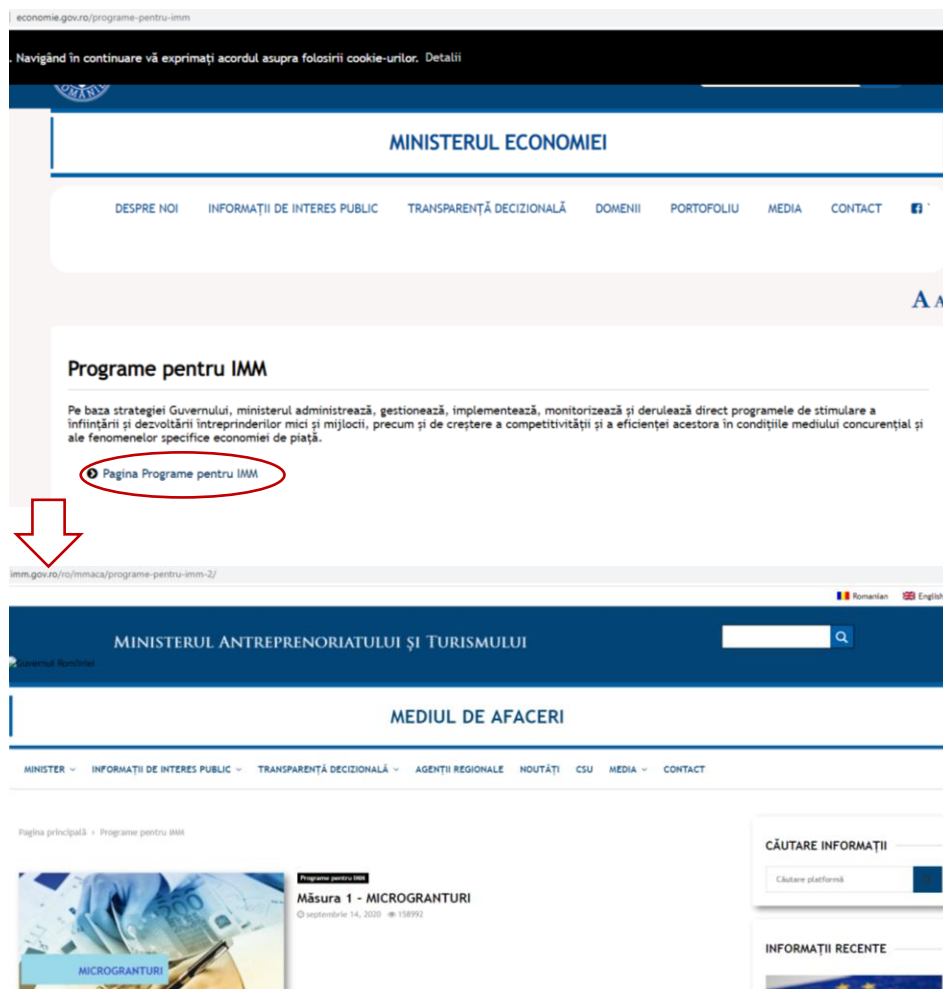 economie.gov.ro/programe-pentru-imm
. Navigând în continuare vă exprimați acordul asupra folosirii cookie-urilor. Detalii
ROMÂNIEI
MINISTERUL ECONOMIEI
DESPRE NOI INFORMAȚII DE INTERES PUBLIC TRANSPARENȚĂ DECIZIONALĂ DOMENII PORTOFOLIU MEDIA CONTACT
A A
Programe pentru IMM
Pe baza strategiei Guvernului, ministerul administrează, gestionează, implementează, monitorizează și derulează direct programele de stimulare a
înființării și dezvoltării întreprinderilor mici și mijlocii, precum și de creștere a competitivității și a eficienței acestora în condițiile mediului concurențial și
ale fenomenelor specifice economiei de piață.
Pagina Programe pentru IMM
imm.gov.ro/ro/mmaca/programe-pentru-imm-2/
Romanian English
MINISTERUL ANTREPRENORIATULUI ȘI TURISMULUI
Guvernul României
MEDIUL DE AFACERI
MINISTER INFORMAȚII DE INTERES PUBLIC TRANSPARENȚĂ DECIZIONALĂ AGENȚII REGIONALE NOUTĂȚI CSU MEDIA CONTACT
Pagina principală › Programe pentru IMM
CĂUTARE INFORMAȚII
Căutare platformă
Programe pentru IMM
Măsura 1 - MICROGRANTURI
septembrie 14, 2020 158992
INFORMAȚII RECENTE
MICROGRANTURI